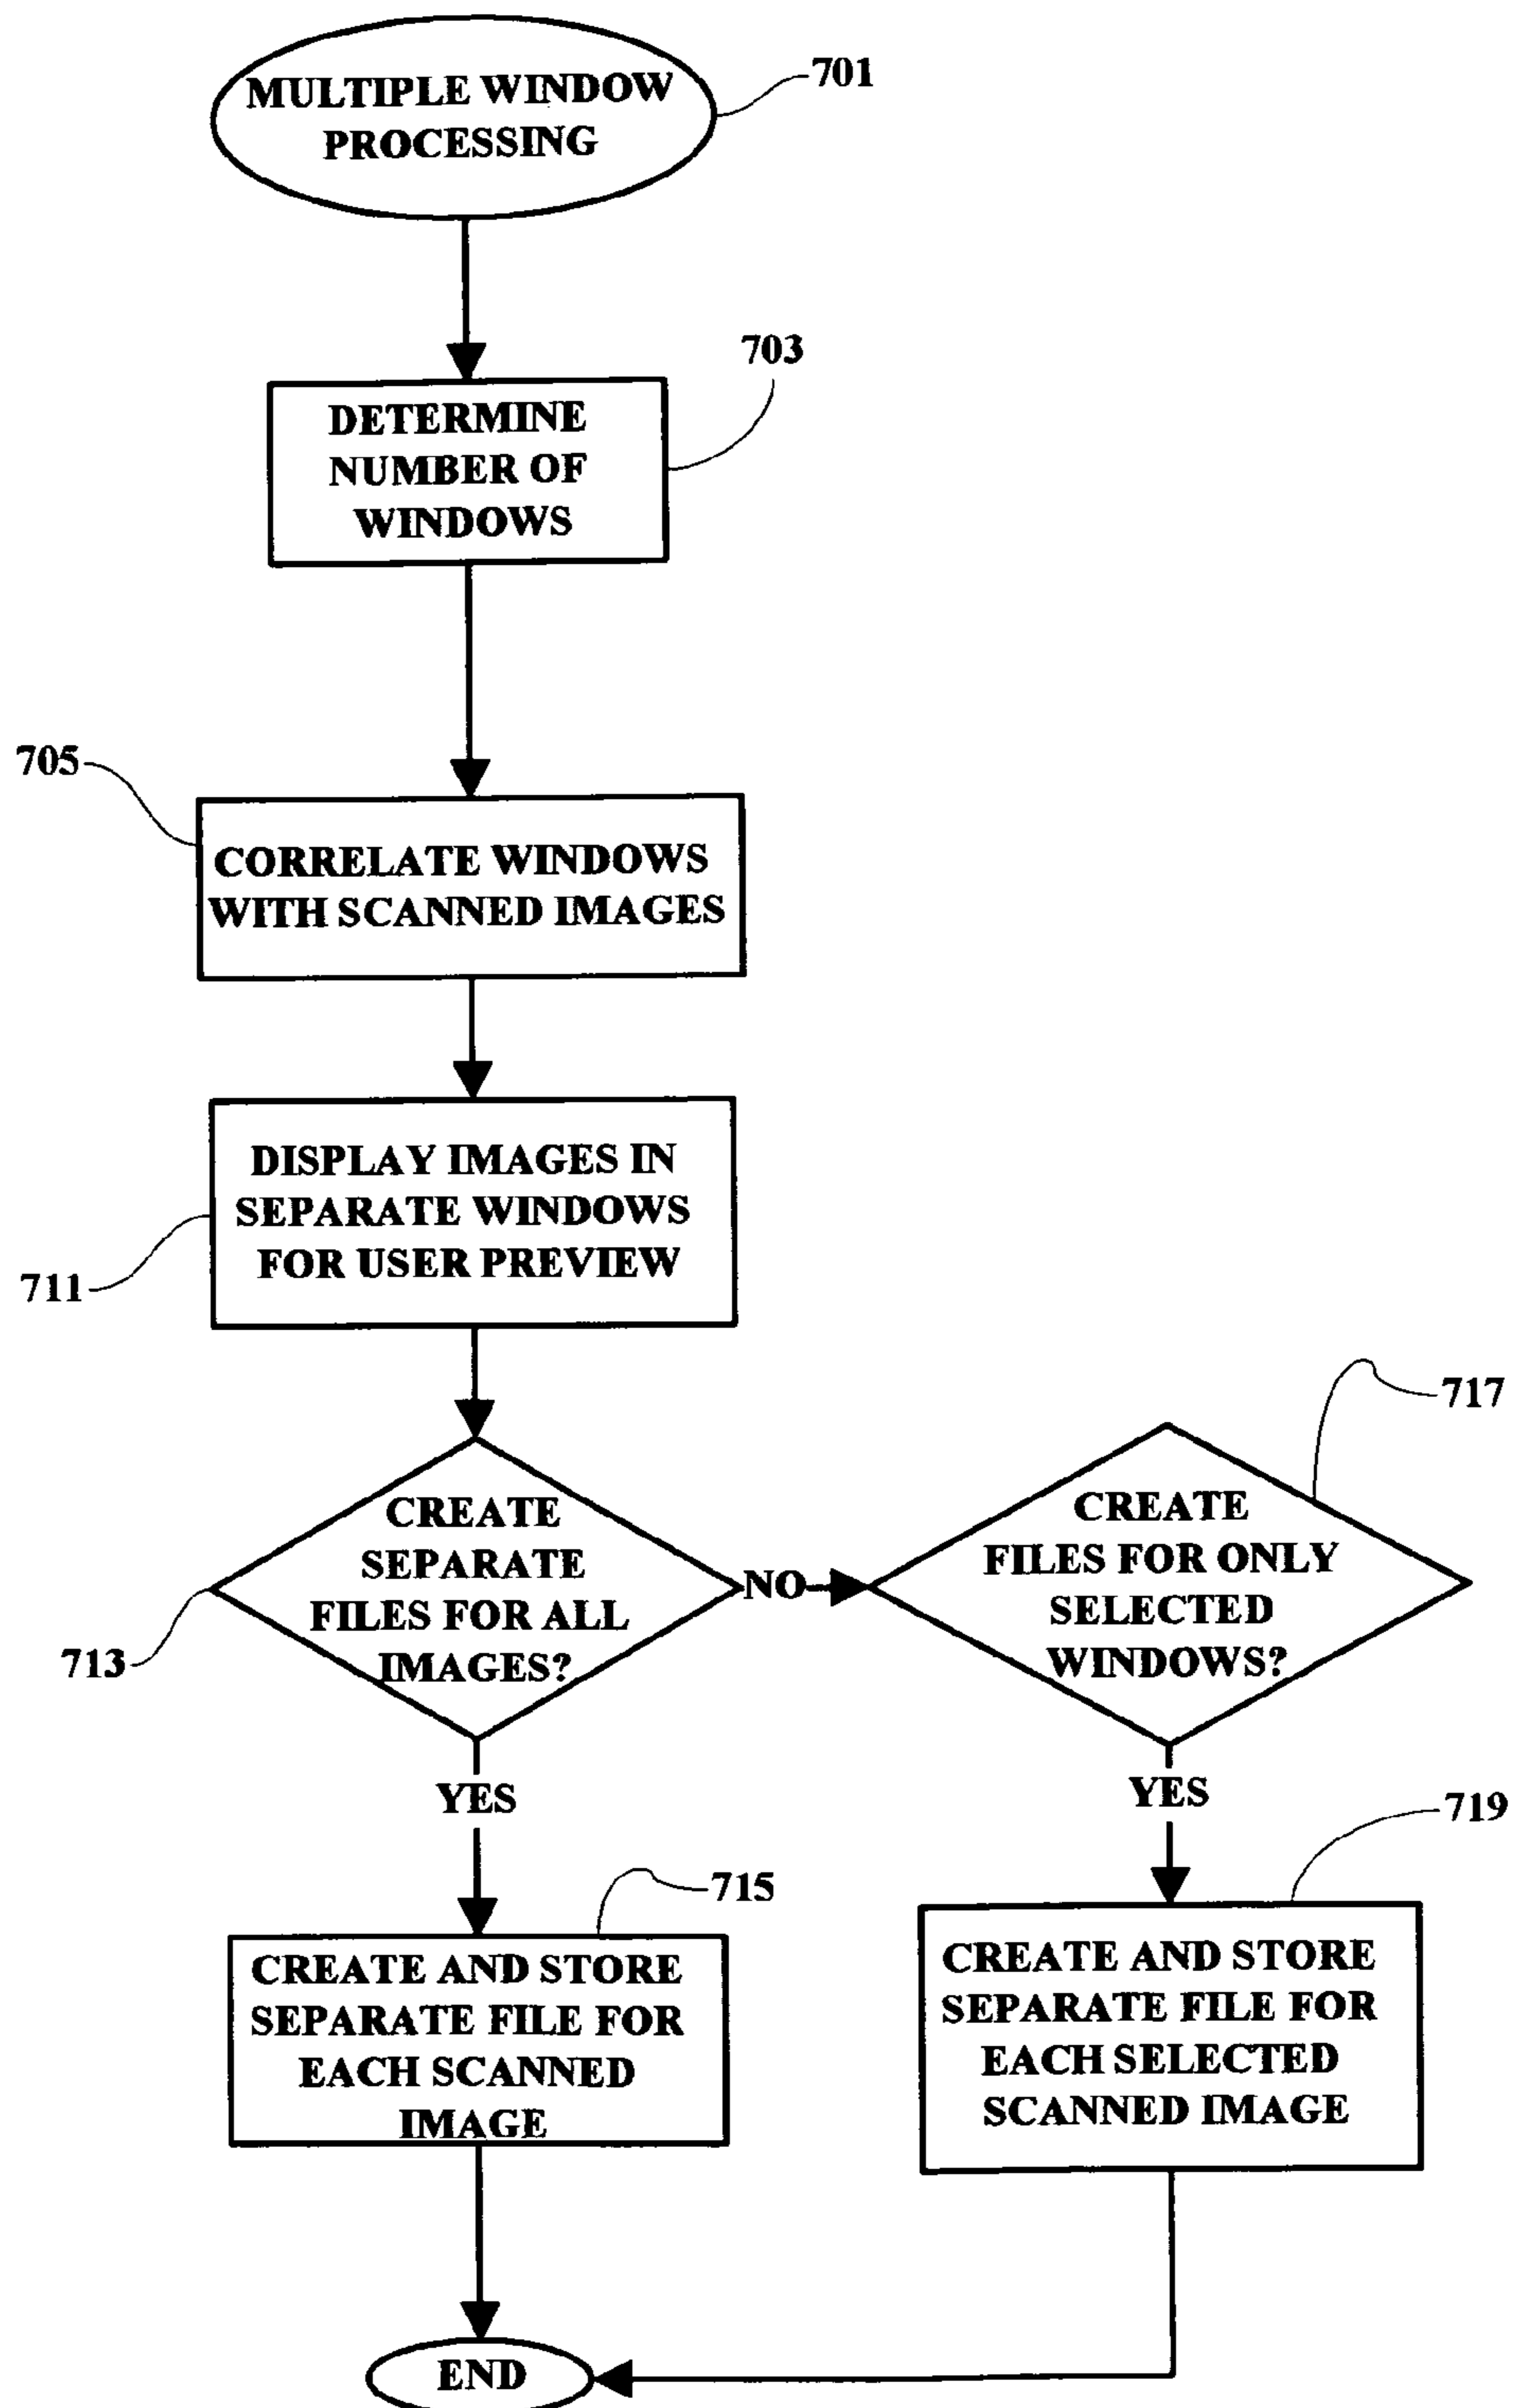 MULTIPLE WINDOW
PROCESSING
701
703
DETERMINE
NUMBER OF
WINDOWS
705
CORRELATE WINDOWS
WITH SCANNED IMAGES
DISPLAY IMAGES IN
SEPARATE WINDOWS
FOR USER PREVIEW
711
CREATE
SEPARATE
FILES FOR ALL
IMAGES?
713
NO
717
CREATE
FILES FOR ONLY
SELECTED
WINDOWS?
YES
YES
715
CREATE AND STORE
SEPARATE FILE FOR
EACH SCANNED
IMAGE
719
CREATE AND STORE
SEPARATE FILE FOR
EACH SELECTED
SCANNED IMAGE
END